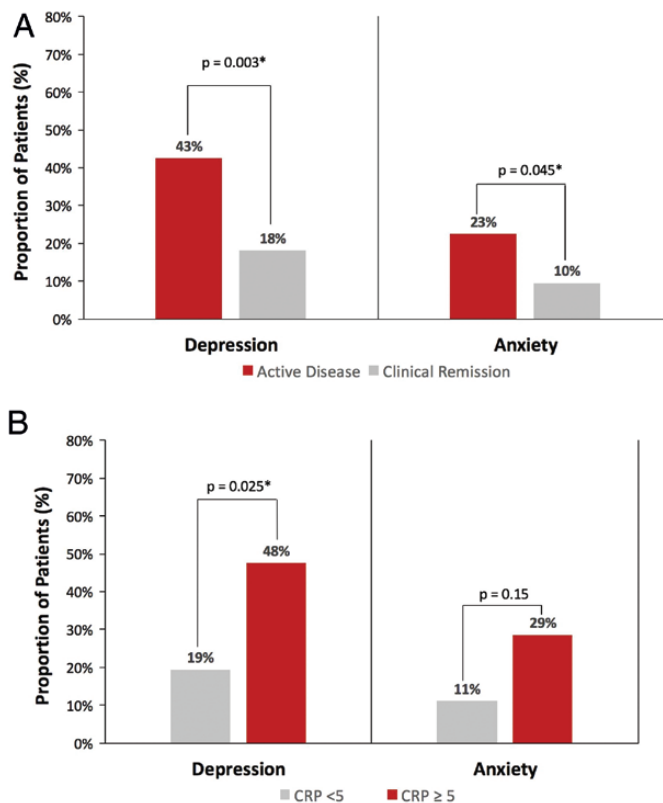 A
80%
70%
60%
50%
40%
30%
20%
10%
0%
Proportion of Patients (%)
p = 0.003*
43%
18%
p = 0.045*
23%
10%
Depression
Anxiety
Active Disease
Clinical Remission
B
80%
70%
60%
50%
40%
30%
20%
10%
0%
Proportion of Patients (%)
p = 0.025*
19%
48%
p = 0.15
11%
29%
Depression
Anxiety
CRP <5
CRP ≥ 5